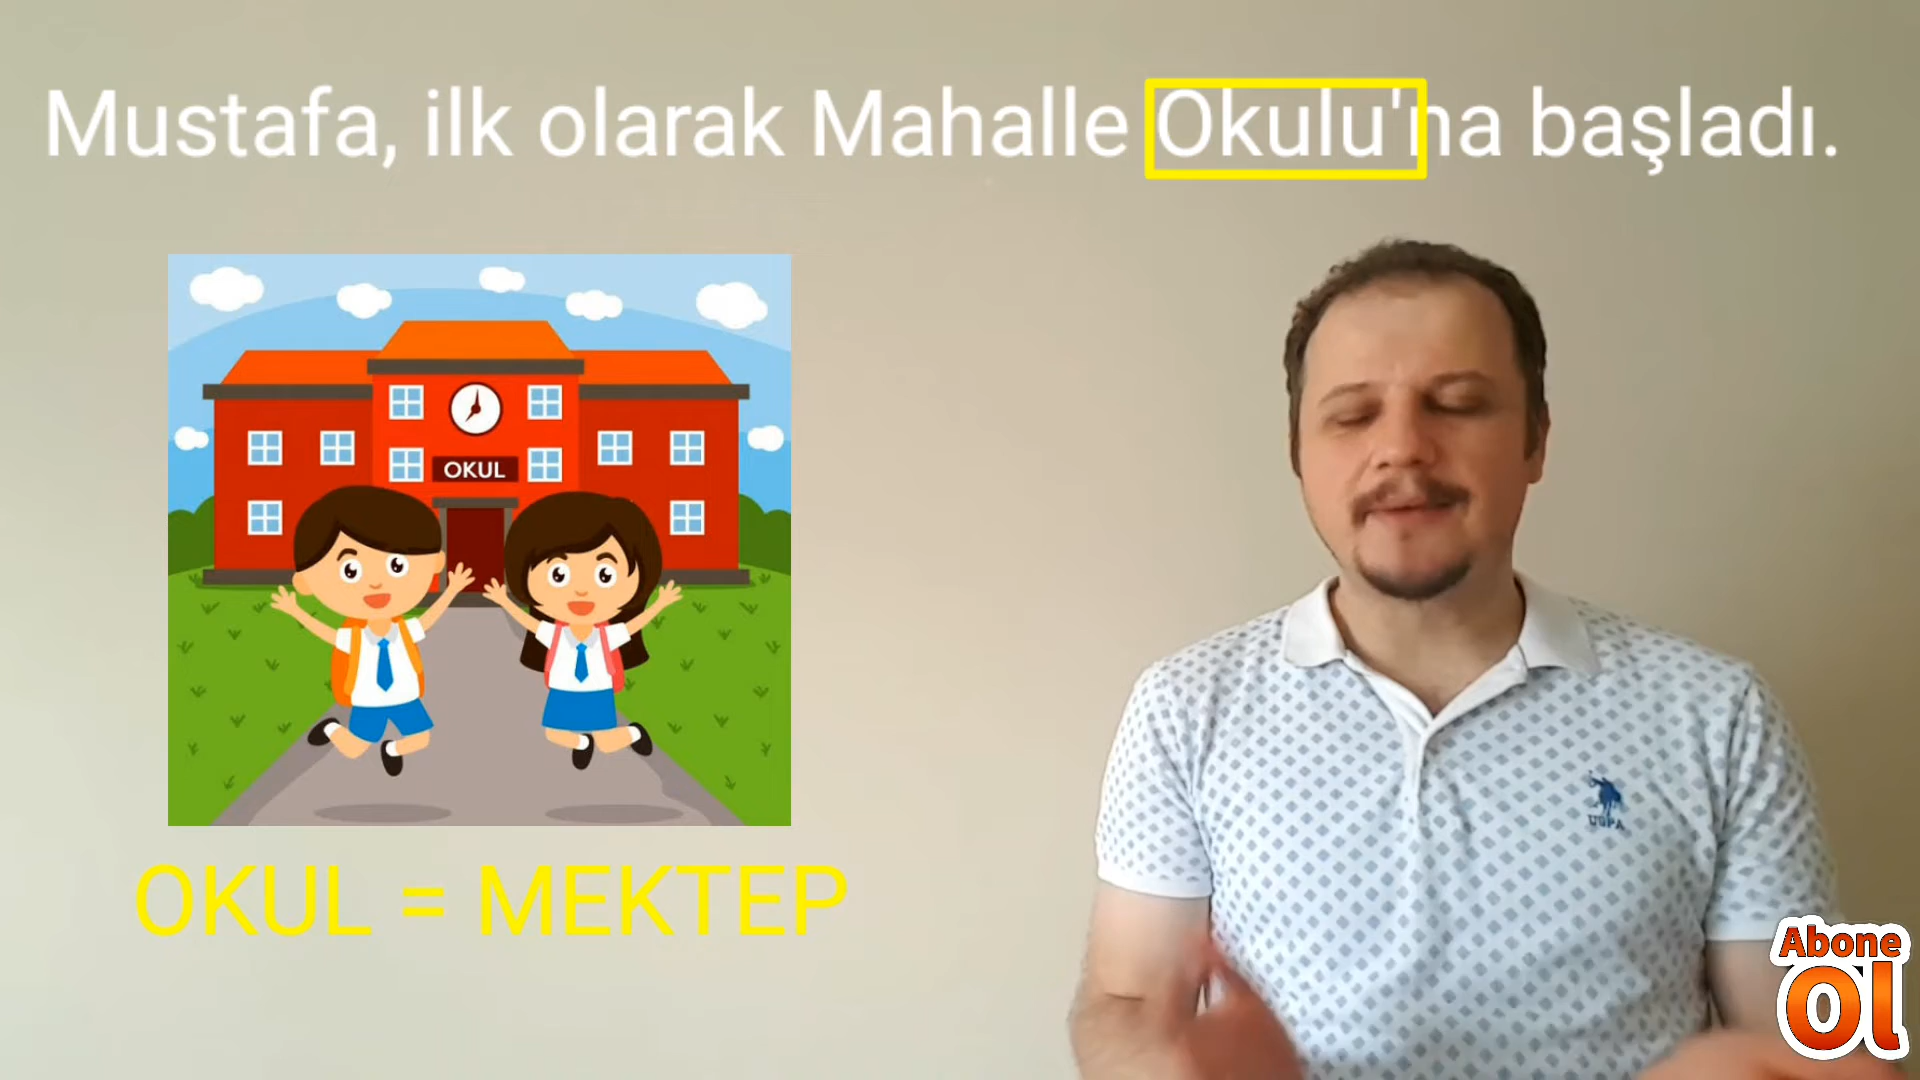 Mustafa, ilk olarak Mahalle Okulu'na başladı.
OKUL
OKUL = MEKTEP
USPA
Abone
Ol